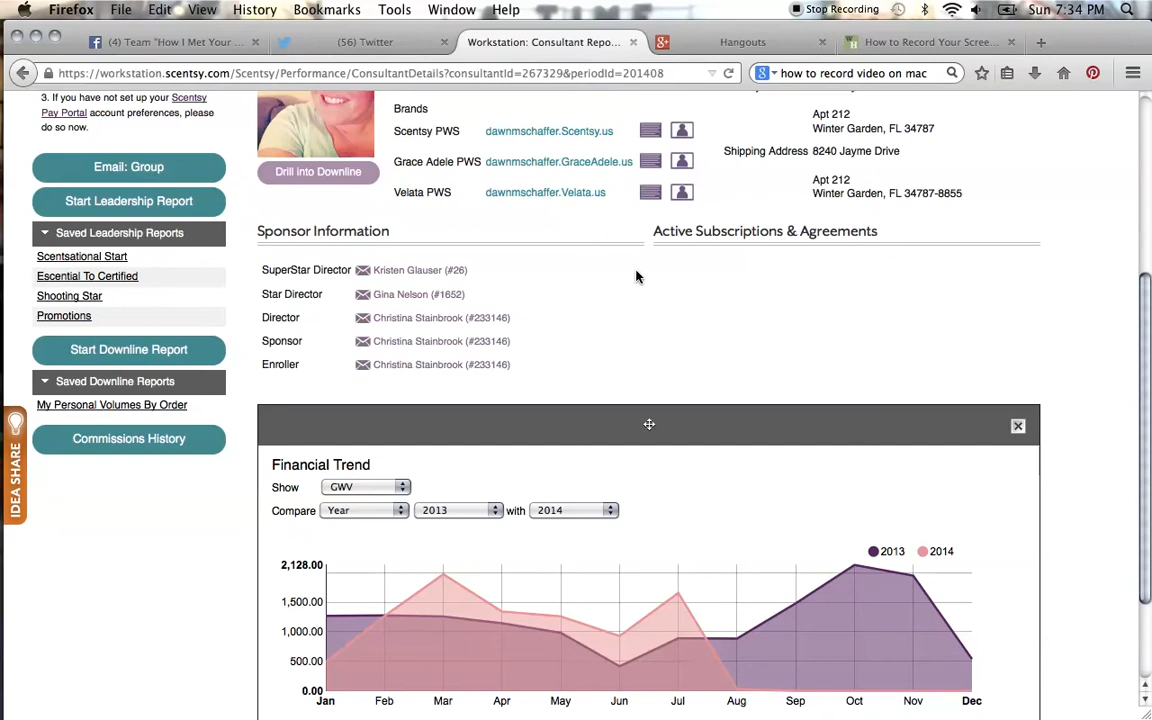 Firefox File Edit View History Bookmarks Tools Window Help Stop Recording Sun 7:34 PM
(4) Team "How I Met Your ... (56) Twitter Workstation: Consultant Repo... Hangouts How to Record Your Scree...
https://workstation.scentsy.com/Scentsy/Performance/ConsultantDetails?consultantId=267329&periodId=201408 how to record video on mac
3. If you have not set up your Scentsy
Pay Portal account preferences, please
do so now.
Email: Group
Start Leadership Report
Saved Leadership Reports
Scentsational Start
Escential To Certified
Shooting Star
Promotions
Start Downline Report
Saved Downline Reports
My Personal Volumes By Order
Commissions History
IDEA SHARE
Drill into Downline
Brands
Scentsy PWS dawnmschaffer.Scentsy.us
Grace Adele PWS dawnmschaffer.GraceAdele.us
Velata PWS dawnmschaffer.Velata.us
Apt 212
Winter Garden, FL 34787
Shipping Address 8240 Jayme Drive
Apt 212
Winter Garden, FL 34787-8855
Sponsor Information
SuperStar Director Kristen Glauser (#26)
Star Director Gina Nelson (#1652)
Director Christina Stainbrook (#233146)
Sponsor Christina Stainbrook (#233146)
Enroller Christina Stainbrook (#233146)
Active Subscriptions & Agreements
Financial Trend
Show GWV
Compare Year 2013 with 2014
2013 2014
2,128.00
1,500.00
1,000.00
500.00
0.00
Jan Feb Mar Apr May Jun Jul Aug Sep Oct Nov Dec